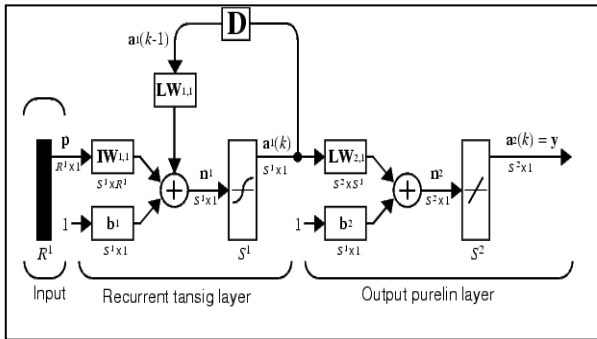 D
a¹(k-1)
LW1,1
p
R¹x1
IW1,1
S¹xR¹
n¹
S¹x1
a¹(k)
S¹x1
LW2,1
S²xS¹
n²
S²x1
a²(k) = y
S²x1
1
b¹
S¹x1
1
b²
S¹x1
R¹
S¹
S²
Input
Recurrent tansig layer
Output purelin layer